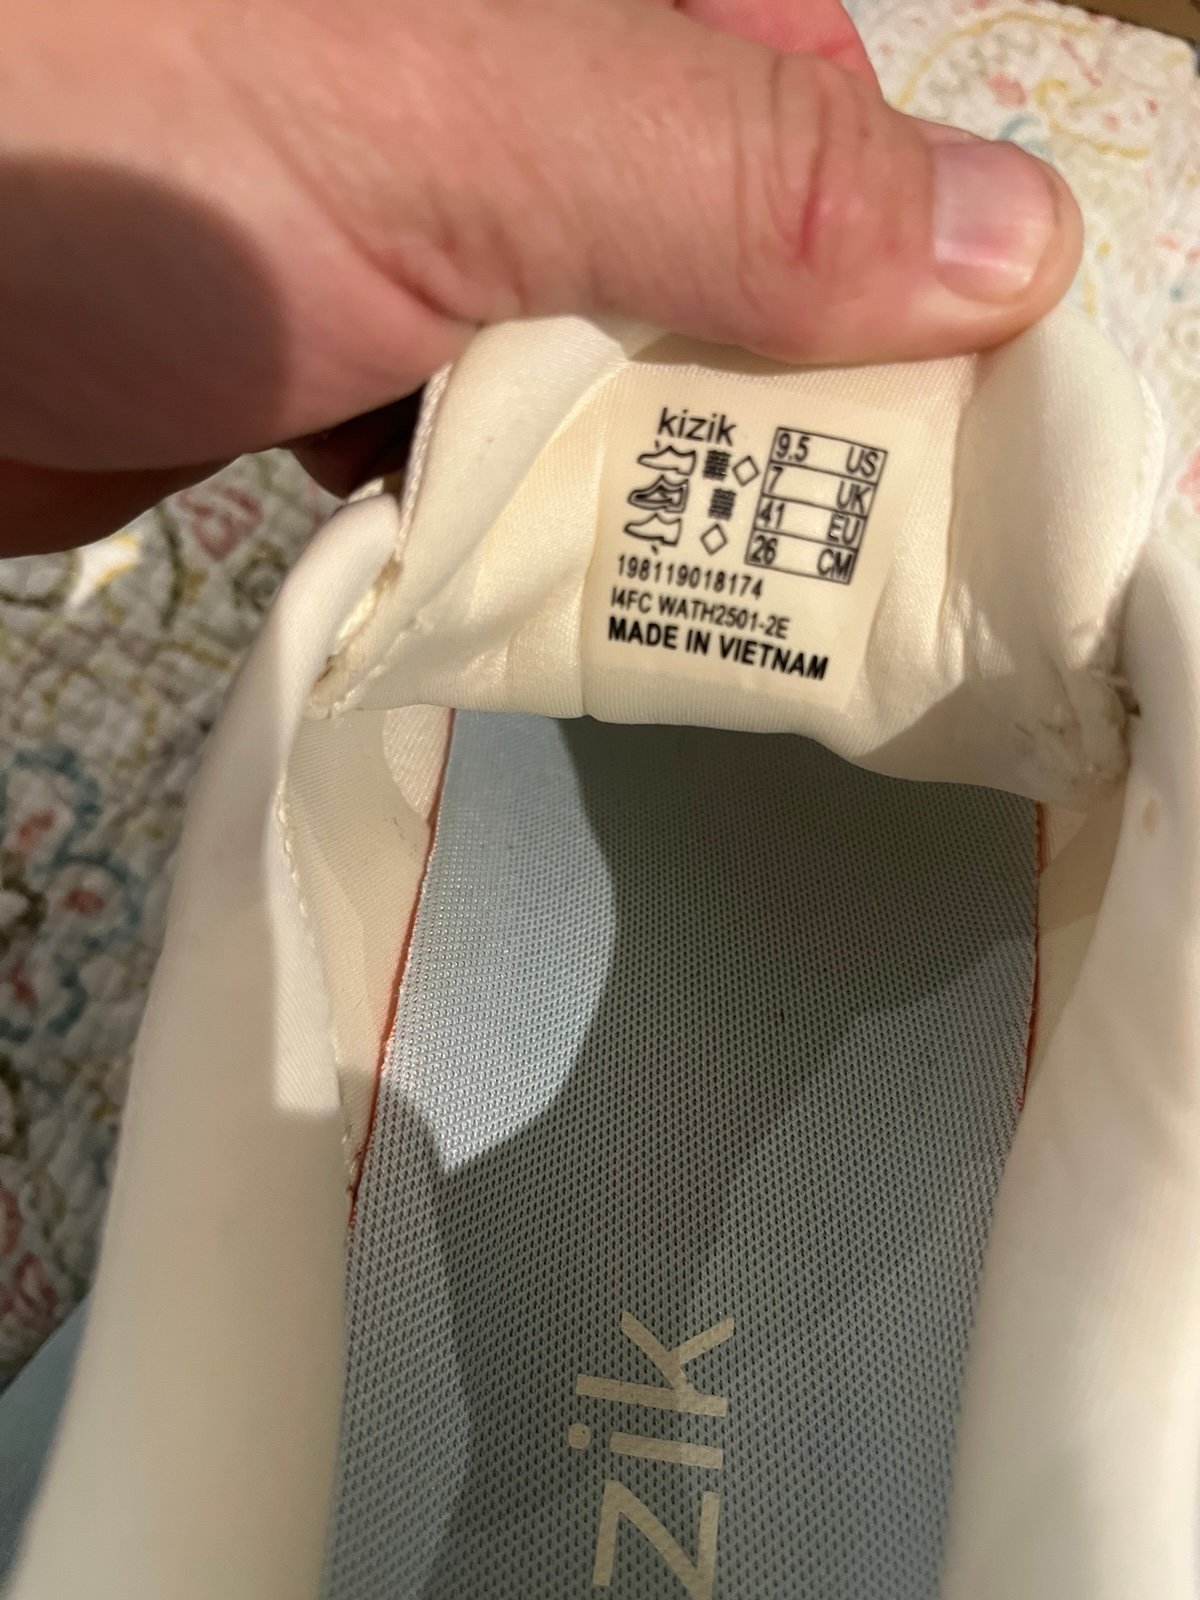 kizik
9.5 US
7 UK
41 EU
26 CM
198119018174
I4FC WATH2501-2E
MADE IN VIETNAM
zik